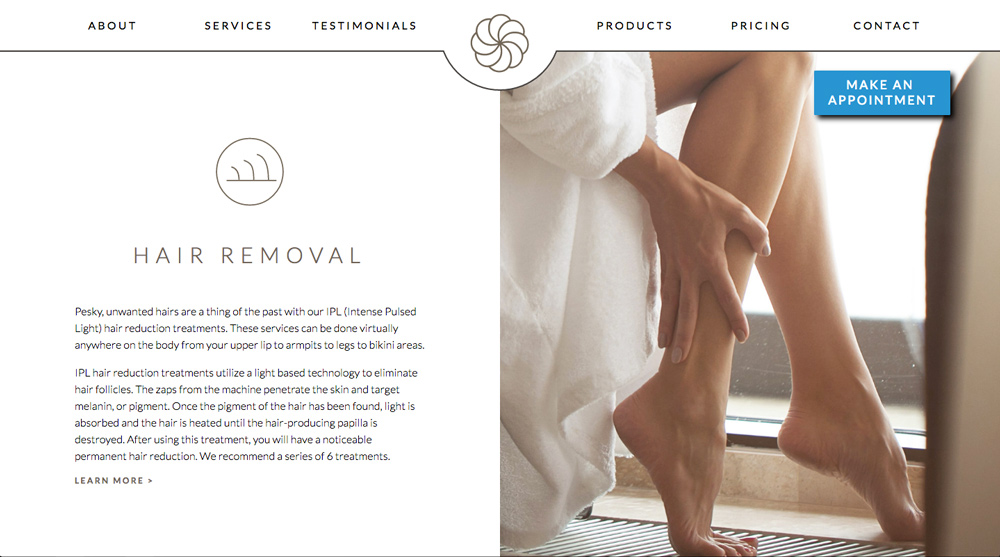 ABOUT SERVICES TESTIMONIALS PRODUCTS PRICING CONTACT
MAKE AN
APPOINTMENT
HAIR REMOVAL
Pesky, unwanted hairs are a thing of the past with our IPL (Intense Pulsed
Light) hair reduction treatments. These services can be done virtually
anywhere on the body from your upper lip to armpits to legs to bikini areas.
IPL hair reduction treatments utilize a light based technology to eliminate
hair follicles. The zaps from the machine penetrate the skin and target
melanin, or pigment. Once the pigment of the hair has been found, light is
absorbed and the hair is heated until the hair-producing papilla is
destroyed. After using this treatment, you will have a noticeable
permanent hair reduction. We recommend a series of 6 treatments.
LEARN MORE >